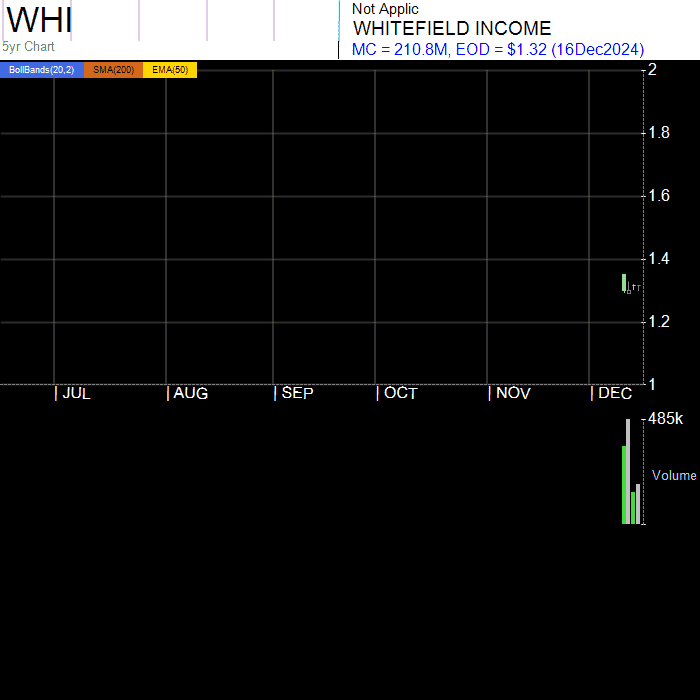 WHI
5yr Chart
Not Applic
WHITEFIELD INCOME
MC = 210.8M, EOD = $1.32 (16Dec2024)
BollBands(20,2) SMA(200) EMA(50)
2
1.8
1.6
1.4
1.2
1
| JUL | AUG | SEP | OCT | NOV | DEC
485k
Volume